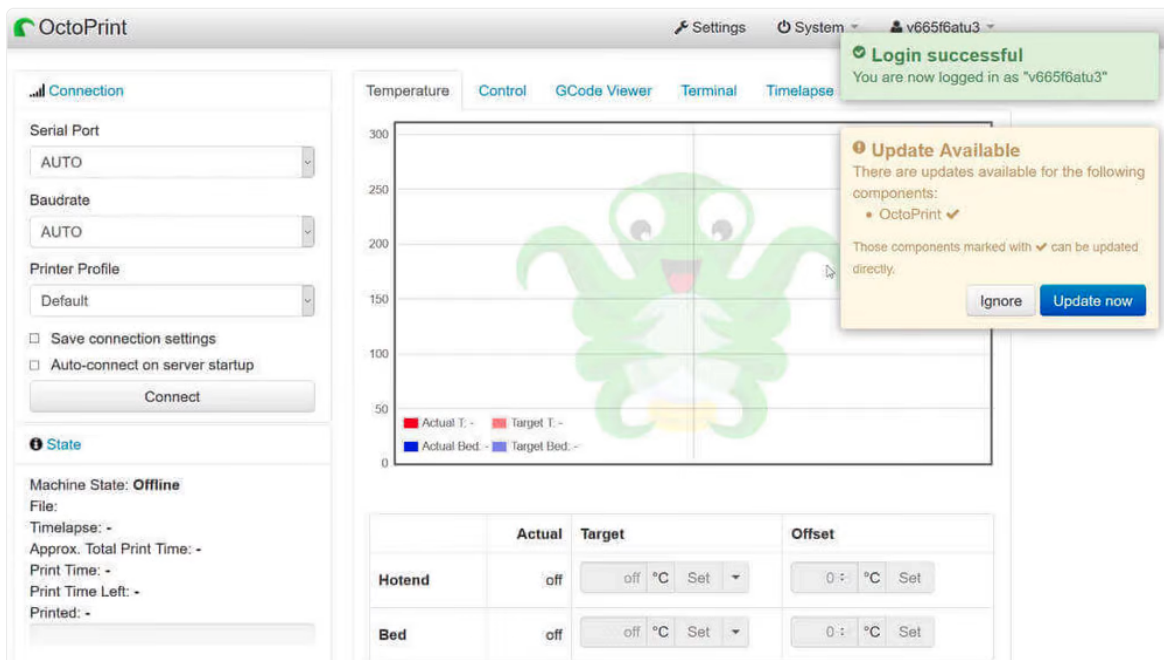 OctoPrint
Settings
System
v665f6atu3
Login successful
You are now logged in as "v665f6atu3"
Update Available
There are updates available for the following
components:
• OctoPrint ✔
Those components marked with ✔ can be updated
directly.
Ignore
Update now
Connection
Serial Port
AUTO
Baudrate
AUTO
Printer Profile
Default
Save connection settings
Auto-connect on server startup
Connect
State
Machine State: Offline
File:
Timelapse: -
Approx. Total Print Time: -
Print Time: -
Print Time Left: -
Printed: -
Temperature
Control
GCode Viewer
Terminal
Timelapse
300
250
200
150
100
50
0
Actual T: -
Target T: -
Actual Bed: -
Target Bed: -
Actual
Target
Offset
Hotend
off
off °C Set
0 °C Set
Bed
off
off °C Set
0 °C Set